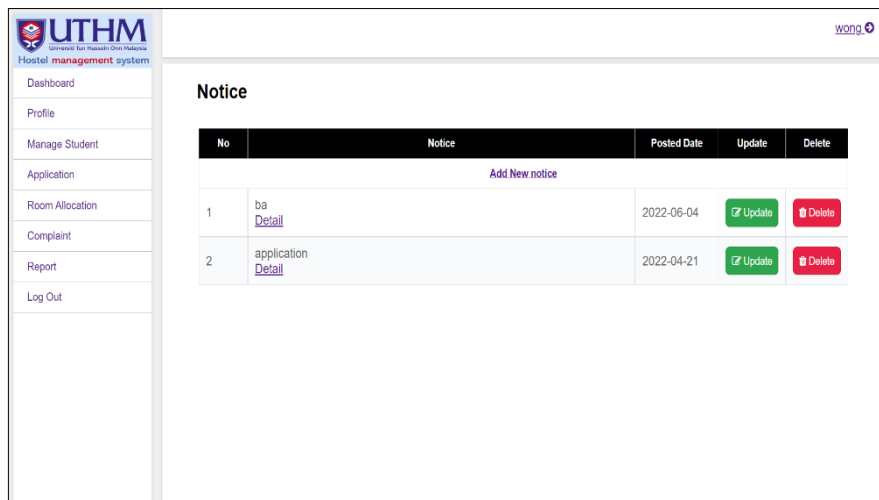 UTHM
Universiti Tun Hussein Onn Malaysia
Hostel management system
wong
Dashboard
Profile
Manage Student
Application
Room Allocation
Complaint
Report
Log Out
Notice
No Notice Posted Date Update Delete
Add New notice
1 ba 2022-06-04 Update Delete
Detail
2 application 2022-04-21 Update Delete
Detail